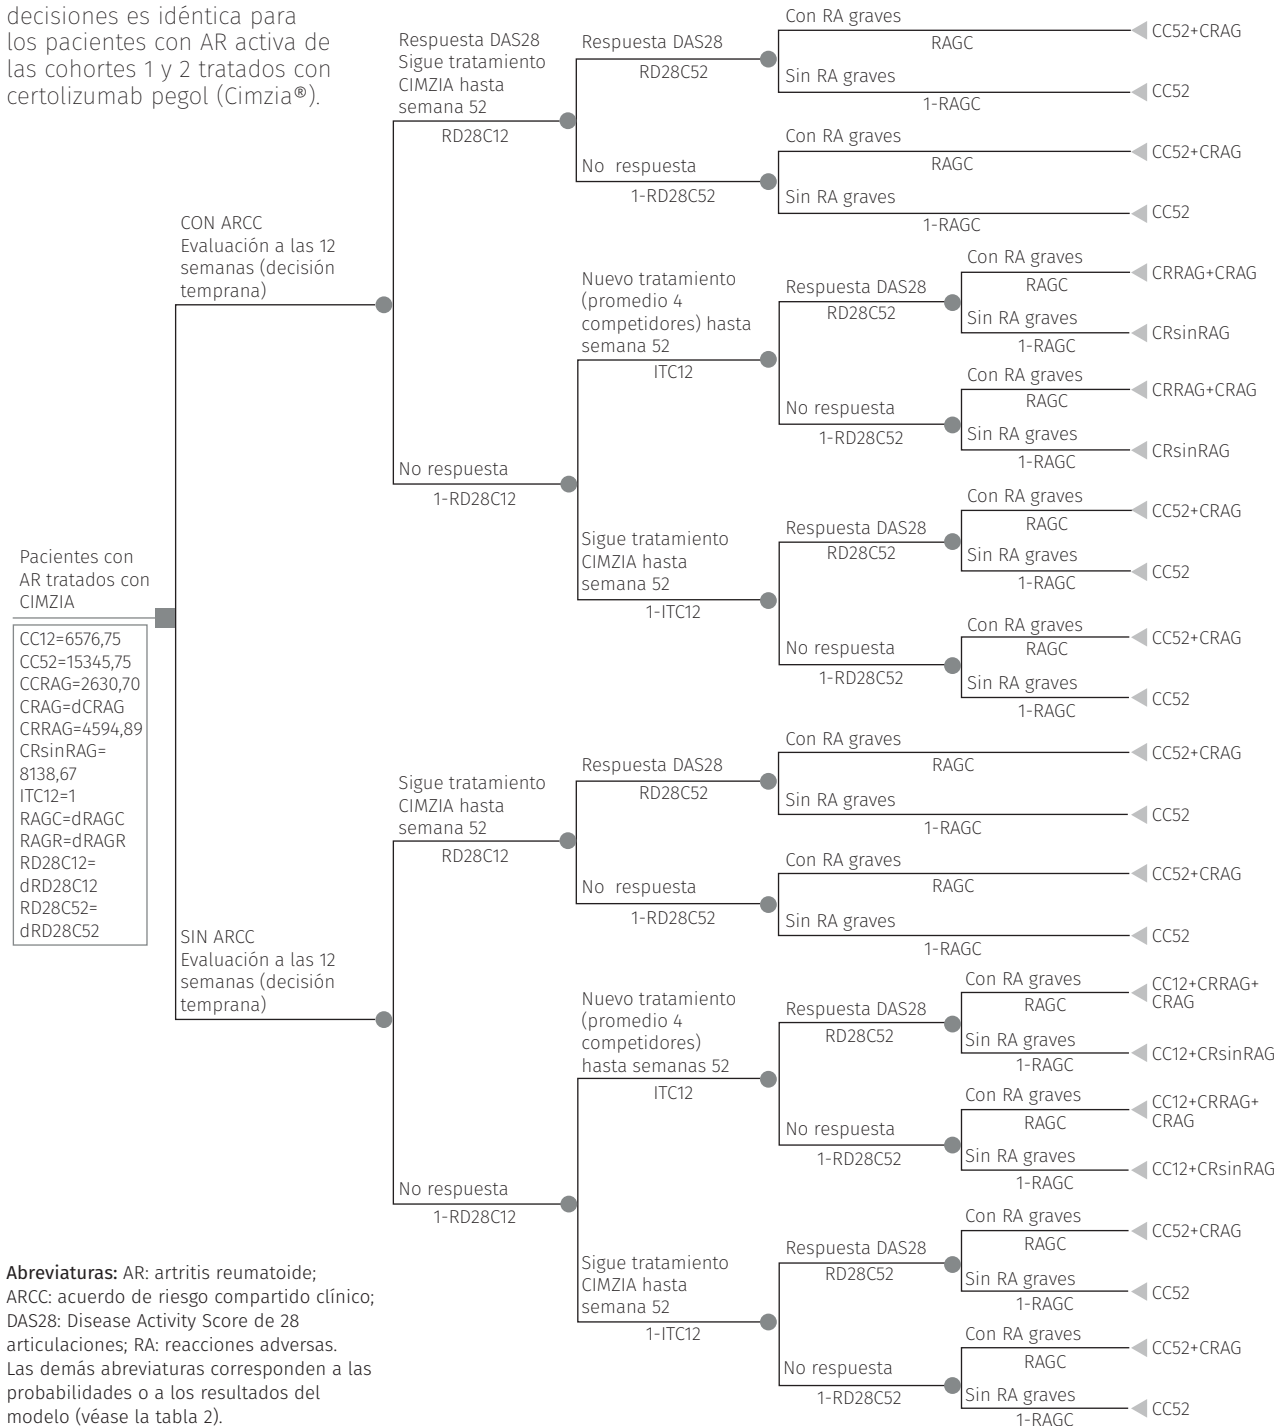 decisiones es idéntica para
los pacientes con AR activa de
las cohortes 1 y 2 tratados con
certolizumab pegol (Cimzia®).
Pacientes con
AR tratados con
CIMZIA
CC12=6576,75
CC52=15345,75
CCRAG=2630,70
CRAG=dCRAG
CRRAG=4594,89
CRsinRAG=
8138,67
ITC12=1
RAGC=dRAGC
RAGR=dRAGR
RD28C12=
dRD28C12
RD28C52=
dRD28C52
CON ARCC
Evaluación a las 12
semanas (decisión
temprana)
Respuesta DAS28
Sigue tratamiento
CIMZIA hasta
semana 52
RD28C12
Respuesta DAS28
RD28C52
Con RA graves
RAGC
CC52+CRAG
Sin RA graves
1-RAGC
CC52
No respuesta
1-RD28C52
Con RA graves
RAGC
CC52+CRAG
Sin RA graves
1-RAGC
CC52
No respuesta
1-RD28C12
Nuevo tratamiento
(promedio 4
competidores) hasta
semana 52
ITC12
Respuesta DAS28
RD28C52
Con RA graves
RAGC
CRRAG+CRAG
Sin RA graves
1-RAGC
CRsinRAG
No respuesta
1-RD28C52
Con RA graves
RAGC
CRRAG+CRAG
Sin RA graves
1-RAGC
CRsinRAG
Sigue tratamiento
CIMZIA hasta
semana 52
1-ITC12
Respuesta DAS28
RD28C52
Con RA graves
RAGC
CC52+CRAG
Sin RA graves
1-RAGC
CC52
No respuesta
1-RD28C52
Con RA graves
RAGC
CC52+CRAG
Sin RA graves
1-RAGC
CC52
SIN ARCC
Evaluación a las 12
semanas (decisión
temprana)
Sigue tratamiento
CIMZIA hasta
semana 52
RD28C12
Respuesta DAS28
RD28C52
Con RA graves
RAGC
CC52+CRAG
Sin RA graves
1-RAGC
CC52
No respuesta
1-RD28C52
Con RA graves
RAGC
CC52+CRAG
Sin RA graves
1-RAGC
CC52
No respuesta
1-RD28C12
Nuevo tratamiento
(promedio 4
competidores)
hasta semanas 52
ITC12
Respuesta DAS28
RD28C52
Con RA graves
RAGC
CC12+CRRAG+
CRAG
Sin RA graves
1-RAGC
CC12+CRsinRAG
No respuesta
1-RD28C52
Con RA graves
RAGC
CC12+CRRAG+
CRAG
Sin RA graves
1-RAGC
CC12+CRsinRAG
Sigue tratamiento
CIMZIA hasta
semana 52
1-ITC12
Respuesta DAS28
RD28C52
Con RA graves
RAGC
CC52+CRAG
Sin RA graves
1-RAGC
CC52
No respuesta
1-RD28C52
Con RA graves
RAGC
CC52+CRAG
Sin RA graves
1-RAGC
CC52
Abreviaturas: AR: artritis reumatoide;
ARCC: acuerdo de riesgo compartido clínico;
DAS28: Disease Activity Score de 28
articulaciones; RA: reacciones adversas.
Las demás abreviaturas corresponden a las
probabilidades o a los resultados del
modelo (véase la tabla 2).